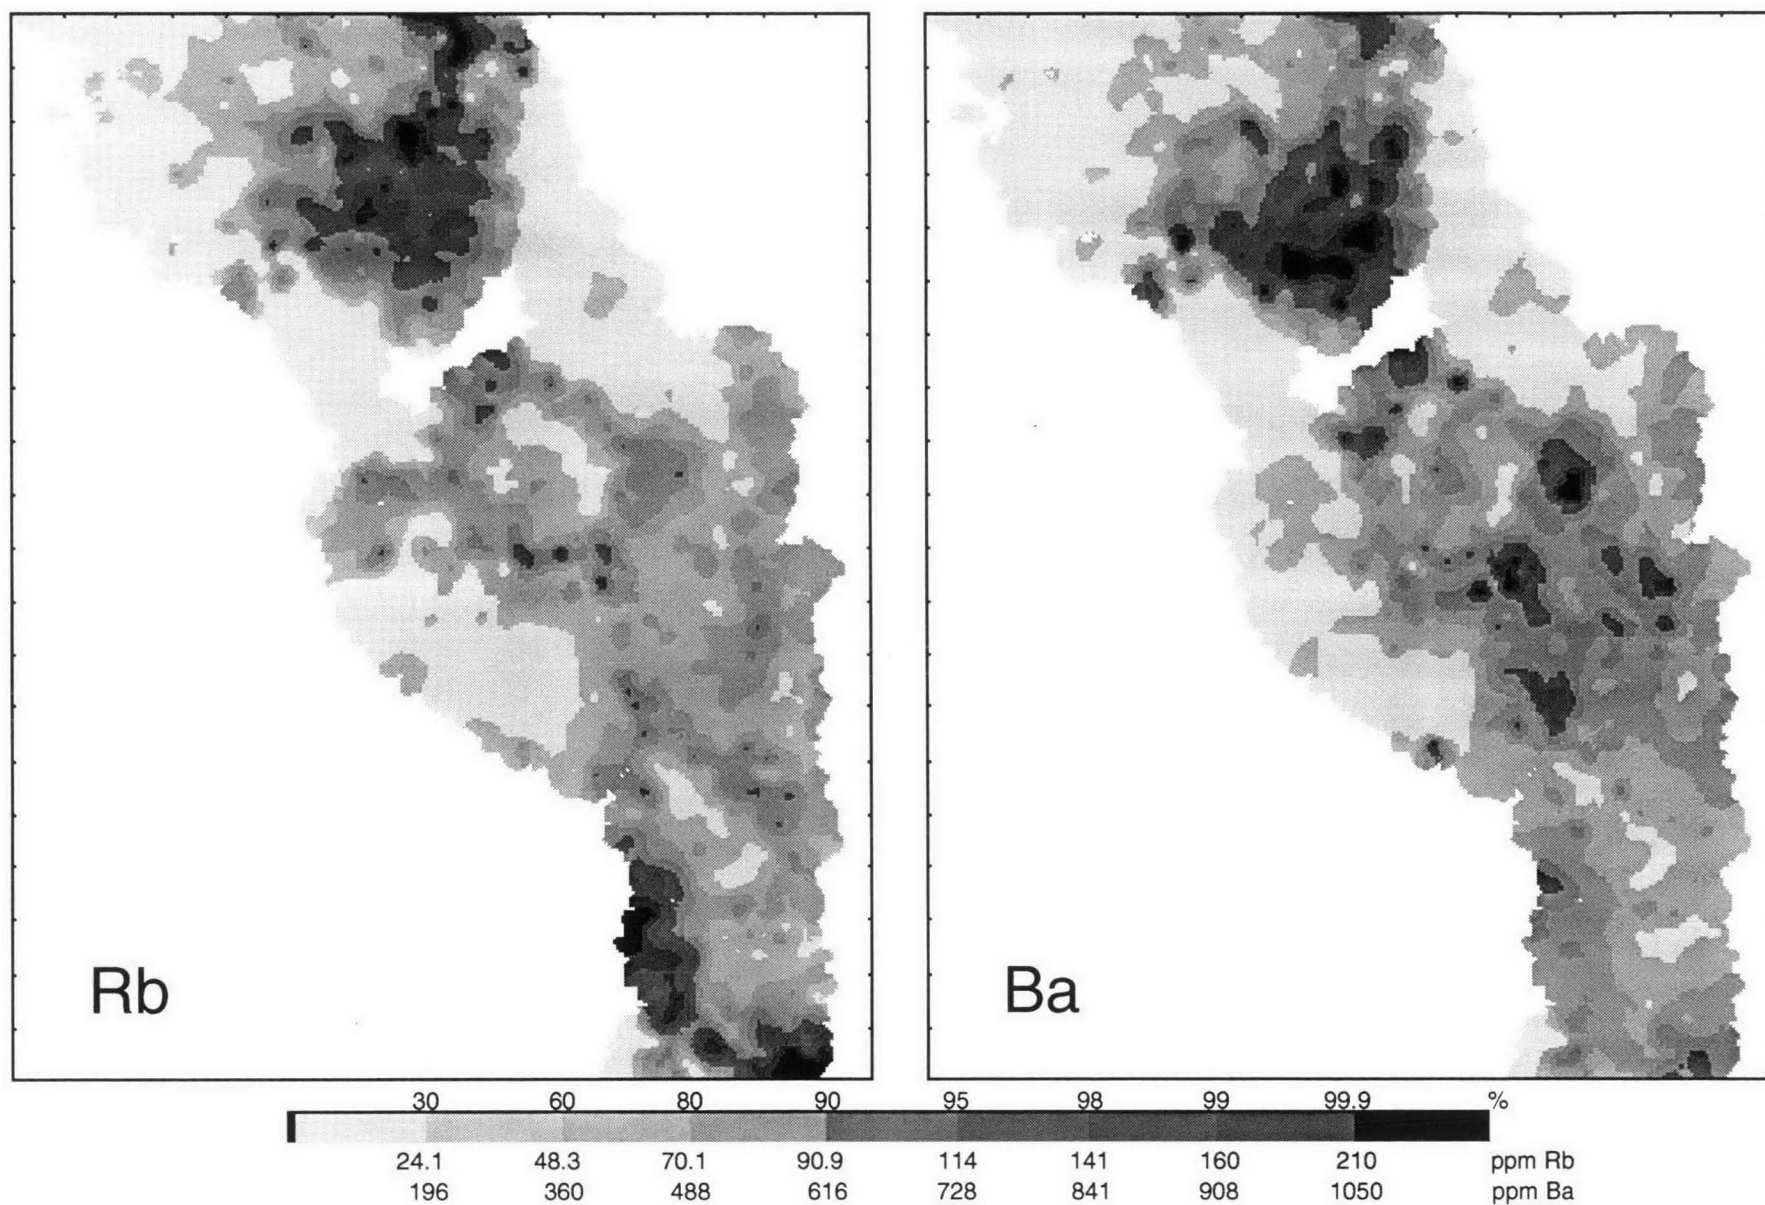 Rb
Ba
30 60 80 90 95 98 99 99.9 %
24.1 48.3 70.1 90.9 114 141 160 210 ppm Rb
196 360 488 616 728 841 908 1050 ppm Ba